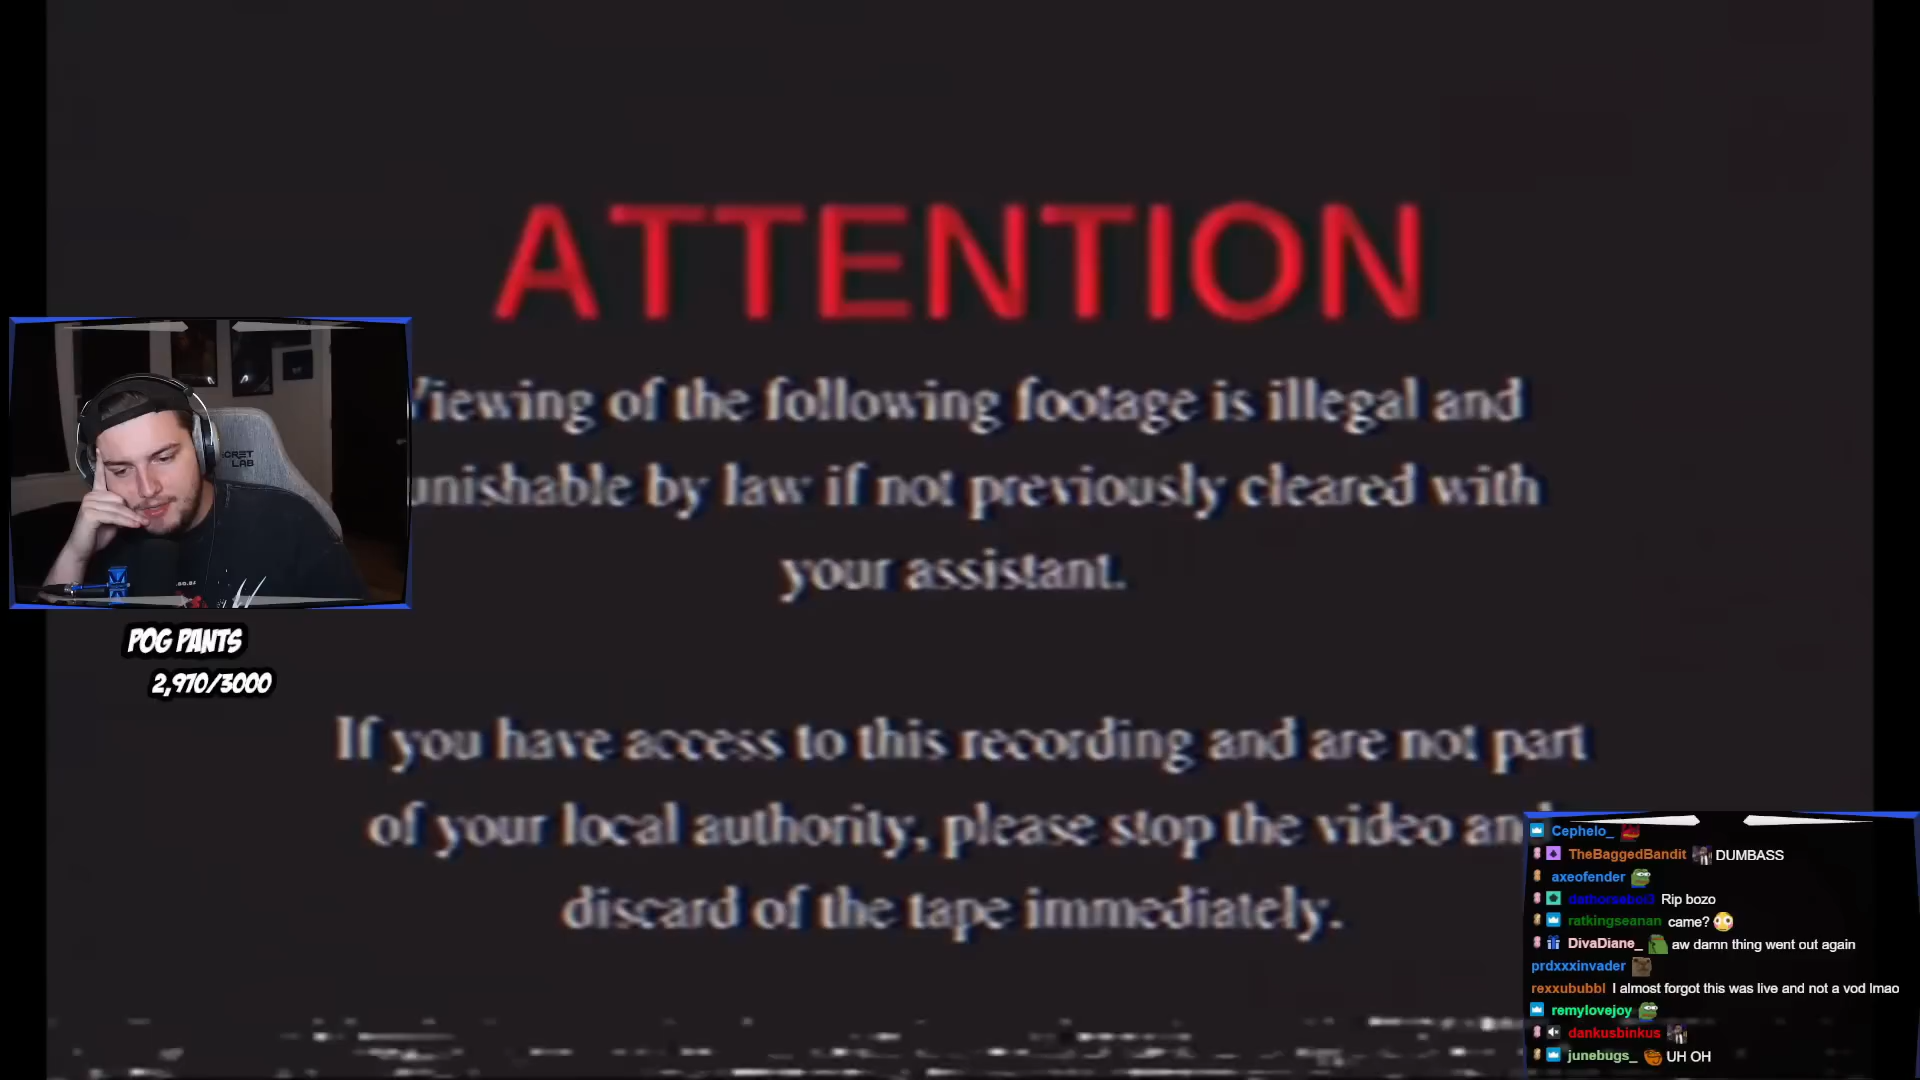 ATTENTION
iewing of the following footage is illegal and
unishable by law if not previously cleared with
your assistant.
If you have access to this recording and are not part
of your local authority, please stop the video an
discard of the tape immediately.
CRET
LAB
POG PANTS
2,970/3000
Cephelo_
TheBaggedBandit DUMBASS
axeofender
Rip bozo
ratkingseanan came?
DivaDiane_ aw damn thing went out again
prdxxxinvader
rexxububbl I almost forgot this was live and not a vod lmao
remylovejoy
dankusbinkus
junebugs_ UH OH